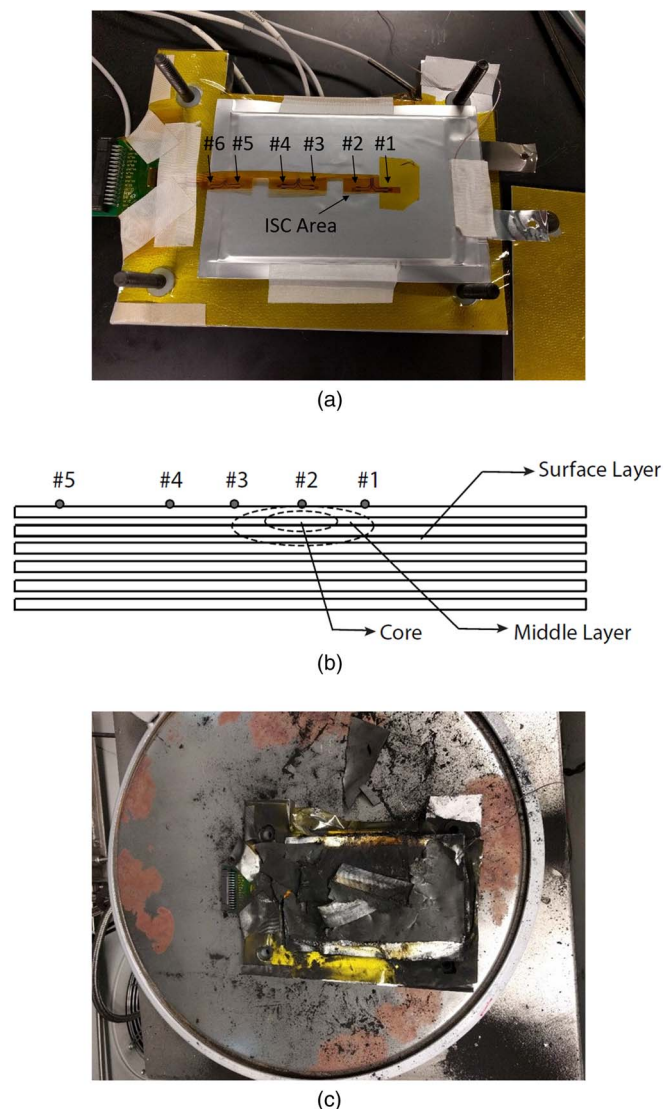 #6 #5 #4 #3 #2 #1
ISC Area
(a)
#5 #4 #3 #2 #1
Surface Layer
Core
Middle Layer
(b)
(c)